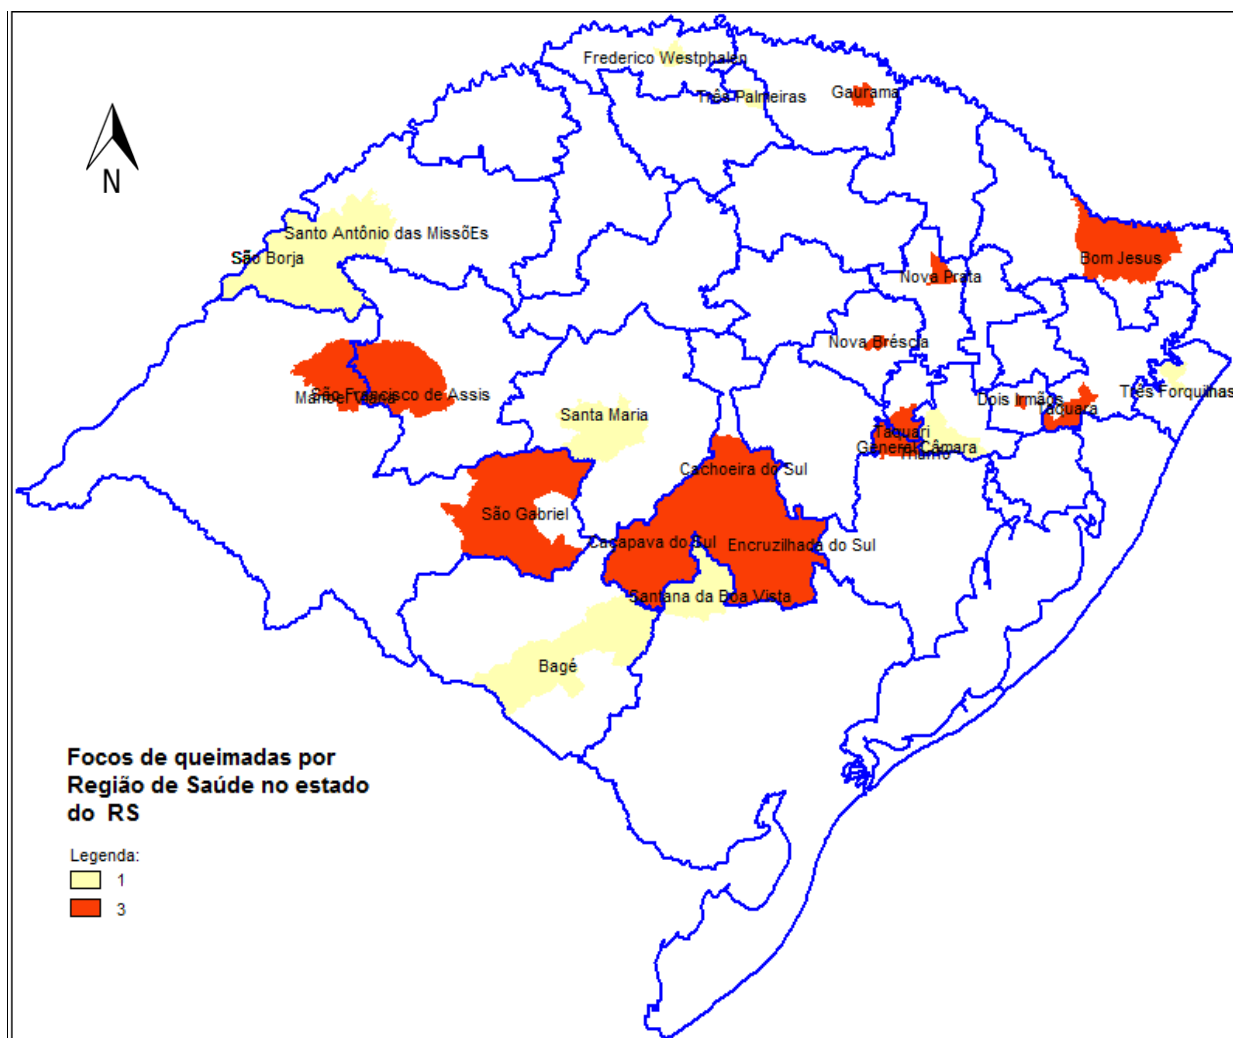 Frederico Westphalen
Três Palmeiras
Gaurama
N
Santo Antônio das MissõEs
São Borja
Bom Jesus
Nova Prata
Nova Bréscia
São Francisco de Assis
Manoel Viana
Três Forquilhas
Dois Irmãos
Taquara
Santa Maria
Taquari
General Câmara
Triunfo
Cachoeira do Sul
São Gabriel
Caçapava do Sul
Encruzilhada do Sul
Santana da Boa Vista
Bagé
Focos de queimadas por
Região de Saúde no estado
do RS
Legenda:
1
3